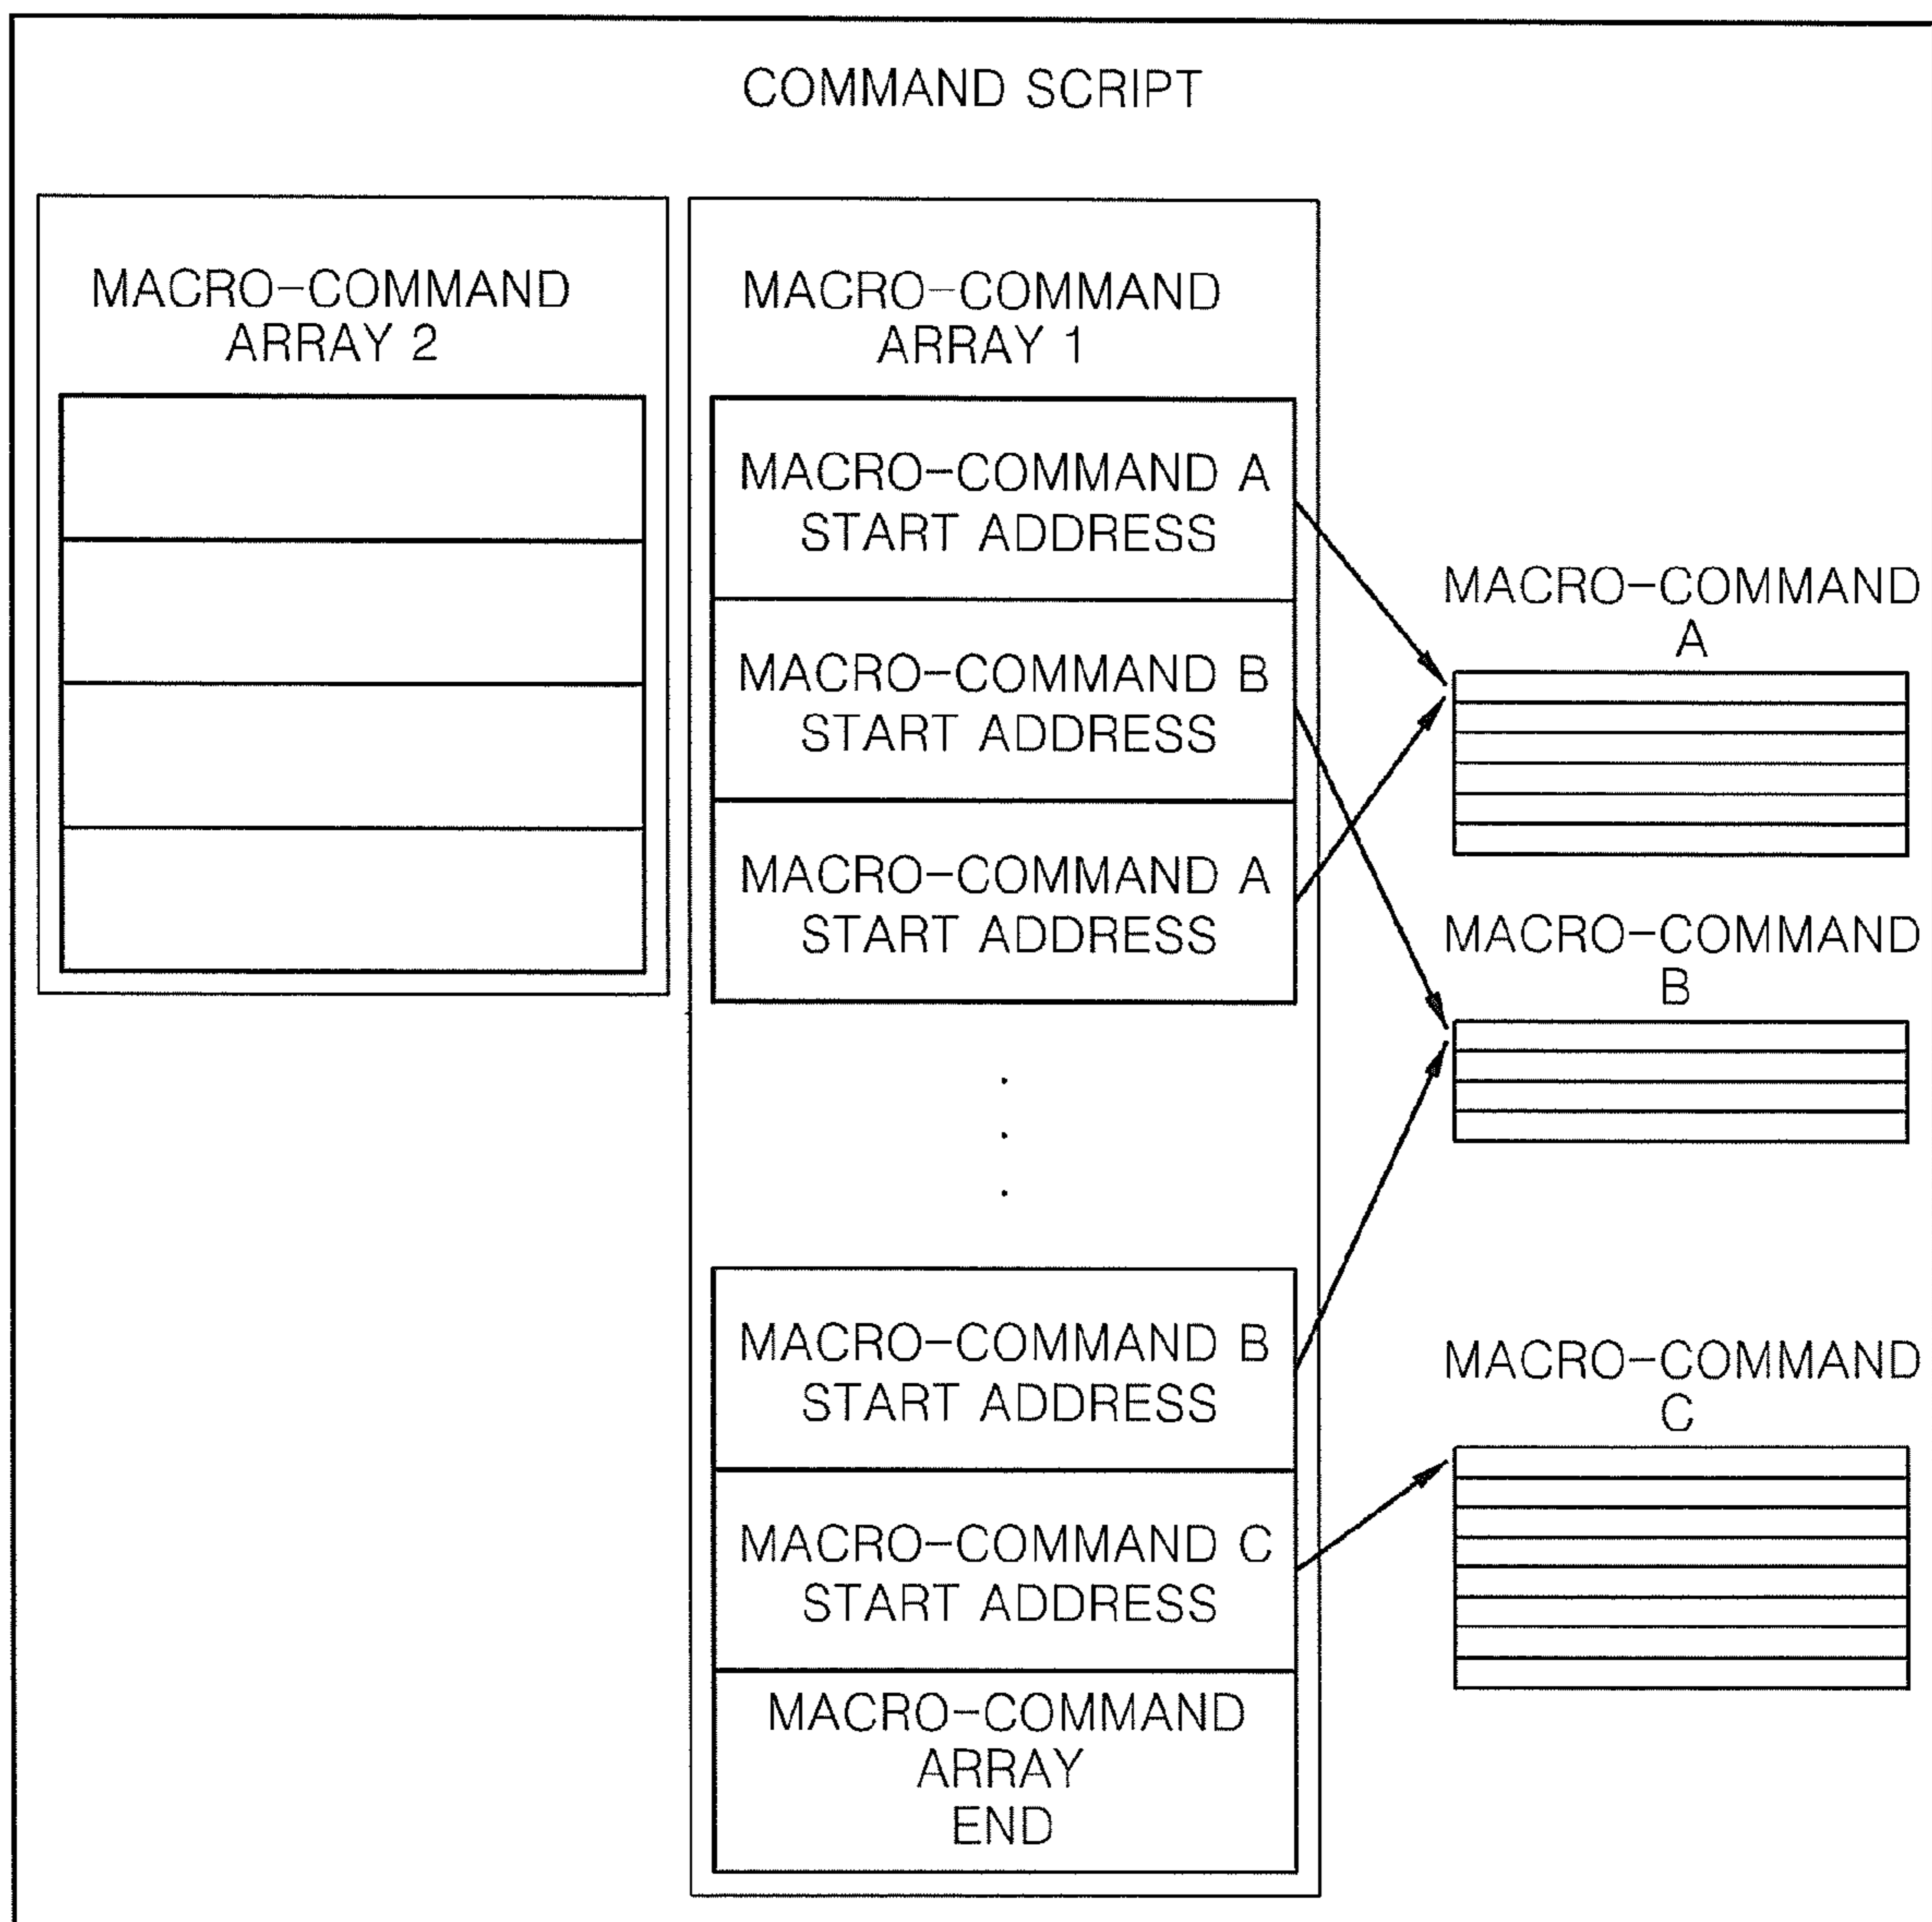 COMMAND SCRIPT
MACRO-COMMAND
ARRAY 2
MACRO-COMMAND
ARRAY 1
MACRO-COMMAND A
START ADDRESS
MACRO-COMMAND B
START ADDRESS
MACRO-COMMAND A
START ADDRESS
MACRO-COMMAND B
START ADDRESS
MACRO-COMMAND C
START ADDRESS
MACRO-COMMAND
ARRAY
END
MACRO-COMMAND
A
MACRO-COMMAND
B
MACRO-COMMAND
C